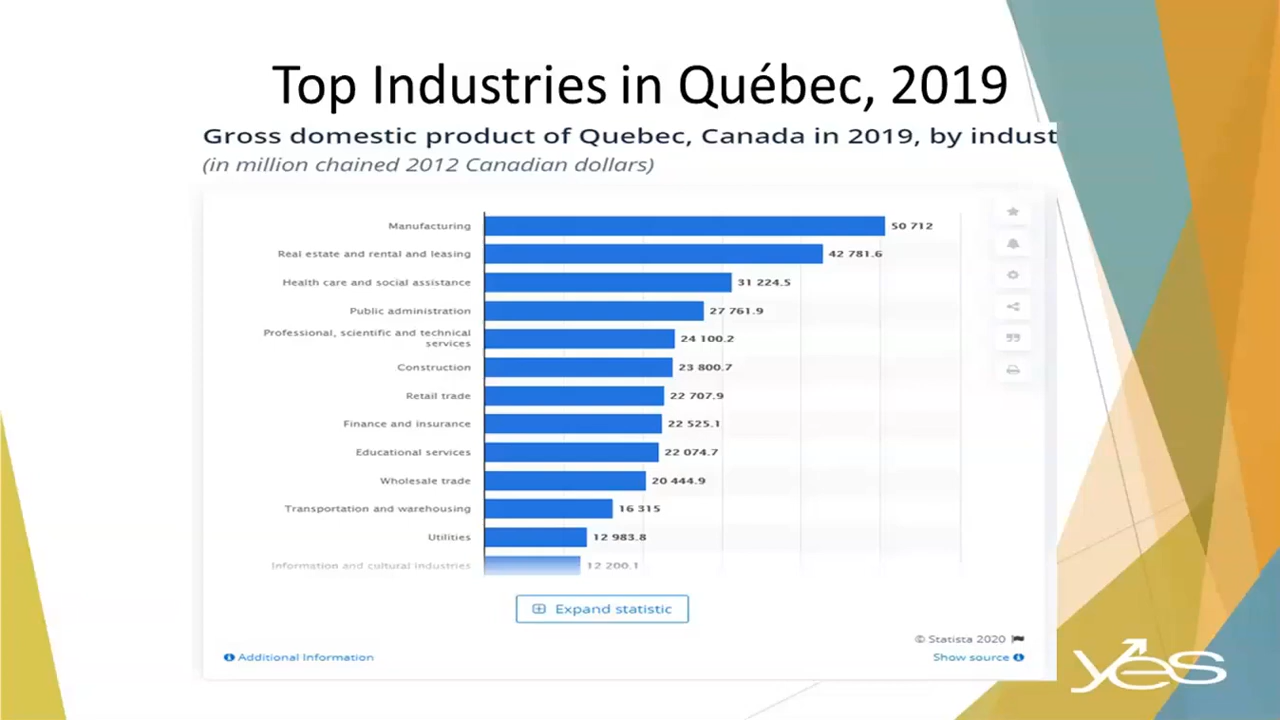 Top Industries in Québec, 2019
Gross domestic product of Quebec, Canada in 2019, by indust
(in million chained 2012 Canadian dollars)
Manufacturing 50 712
Real estate and rental and leasing 42 781.6
Health care and social assistance 31 224.5
Public administration 27 761.9
Professional, scientific and technical
services 24 100.2
Construction 23 800.7
Retail trade 22 707.9
Finance and insurance 22 525.1
Educational services 22 074.7
Wholesale trade 20 444.9
Transportation and warehousing 16 315
Utilities 12 983.8
Information and cultural industries 12 200.1
Expand statistic
© Statista 2020
Additional Information
Show source
yes